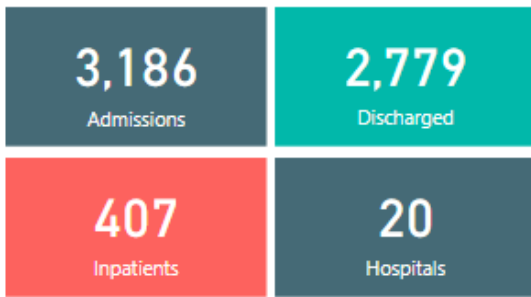 3,186
Admissions
2,779
Discharged
407
Inpatients
20
Hospitals